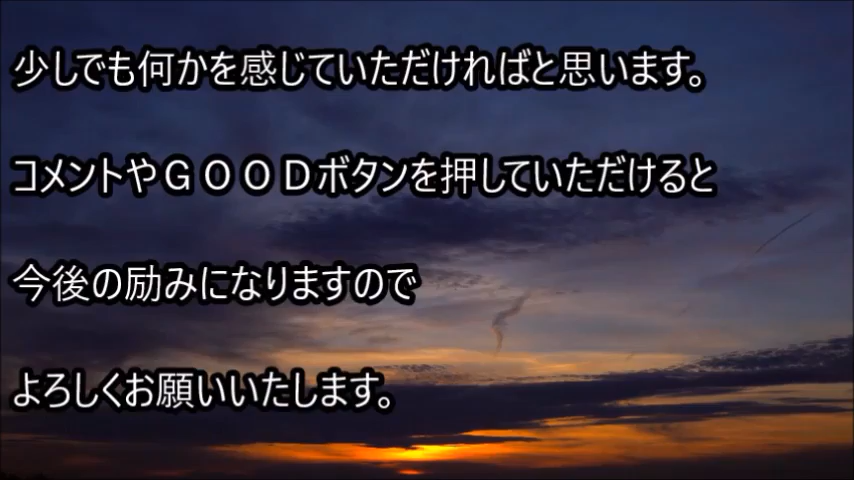 少しでも何かを感じていただければと思います。
コメントやＧＯＯＤボタンを押していただけると
今後の励みになりますので
よろしくお願いいたします。